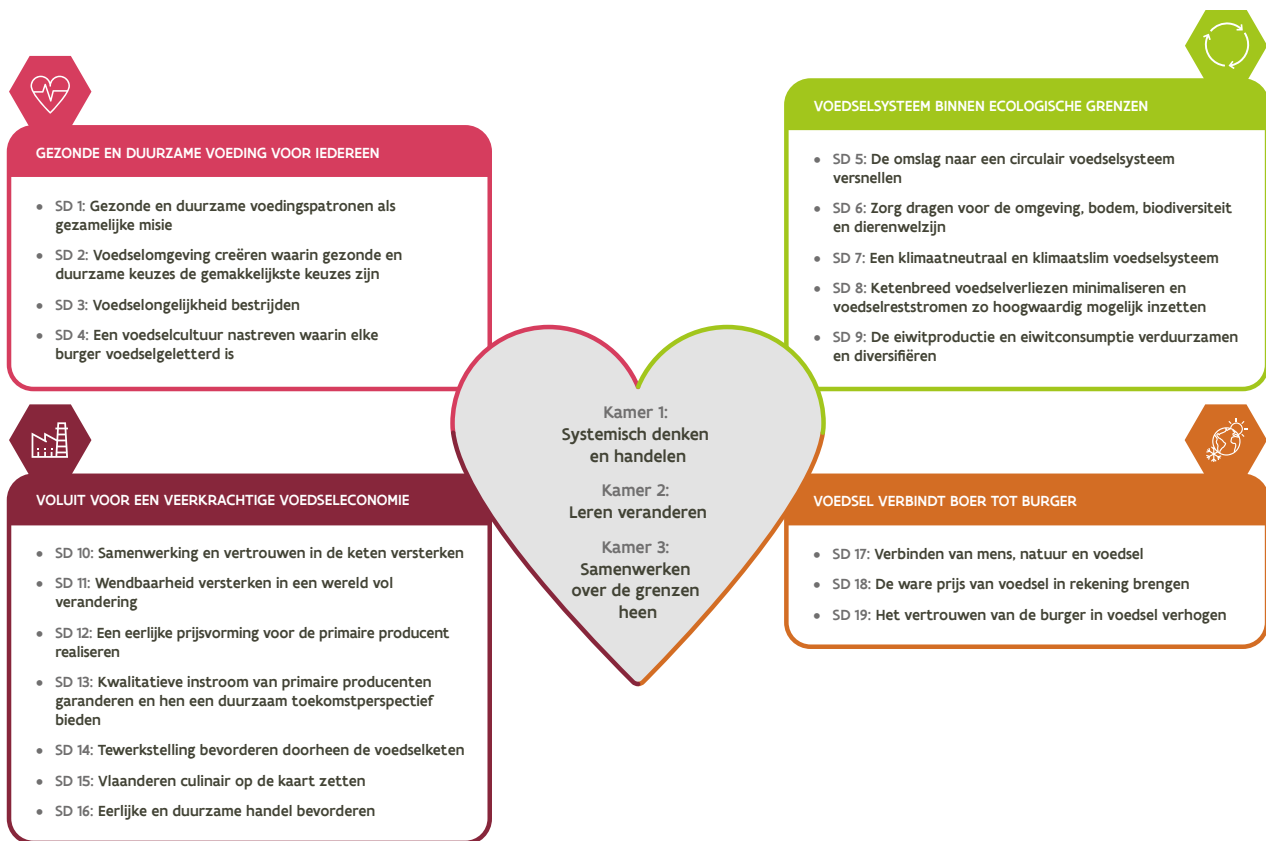 GEZONDE EN DUURZAME VOEDING VOOR IEDEREEN
• SD 1: Gezonde en duurzame voedingspatronen als
gezamelijke misie
• SD 2: Voedselomgeving creëren waarin gezonde en
duurzame keuzes de gemakkelijkste keuzes zijn
• SD 3: Voedselongelijkheid bestrijden
• SD 4: Een voedselcultuur nastreven waarin elke
burger voedselgeletterd is
VOEDSELSYSTEEM BINNEN ECOLOGISCHE GRENZEN
• SD 5: De omslag naar een circulair voedselsysteem
versnellen
• SD 6: Zorg dragen voor de omgeving, bodem, biodiversiteit
en dierenwelzijn
• SD 7: Een klimaatneutraal en klimaatslim voedselsysteem
• SD 8: Ketenbreed voedselverliezen minimaliseren en
voedselreststromen zo hoogwaardig mogelijk inzetten
• SD 9: De eiwitproductie en eiwitconsumptie verduurzamen
en diversifiëren
Kamer 1:
Systemisch denken
en handelen
Kamer 2:
Leren veranderen
Kamer 3:
Samenwerken
over de grenzen
heen
VOLUIT VOOR EEN VEERKRACHTIGE VOEDSELECONOMIE
• SD 10: Samenwerking en vertrouwen in de keten versterken
• SD 11: Wendbaarheid versterken in een wereld vol
verandering
• SD 12: Een eerlijke prijsvorming voor de primaire producent
realiseren
• SD 13: Kwalitatieve instroom van primaire producenten
garanderen en hen een duurzaam toekomstperspectief
bieden
• SD 14: Tewerkstelling bevorderen doorheen de voedselketen
• SD 15: Vlaanderen culinair op de kaart zetten
• SD 16: Eerlijke en duurzame handel bevorderen
VOEDSEL VERBINDT BOER TOT BURGER
• SD 17: Verbinden van mens, natuur en voedsel
• SD 18: De ware prijs van voedsel in rekening brengen
• SD 19: Het vertrouwen van de burger in voedsel verhogen